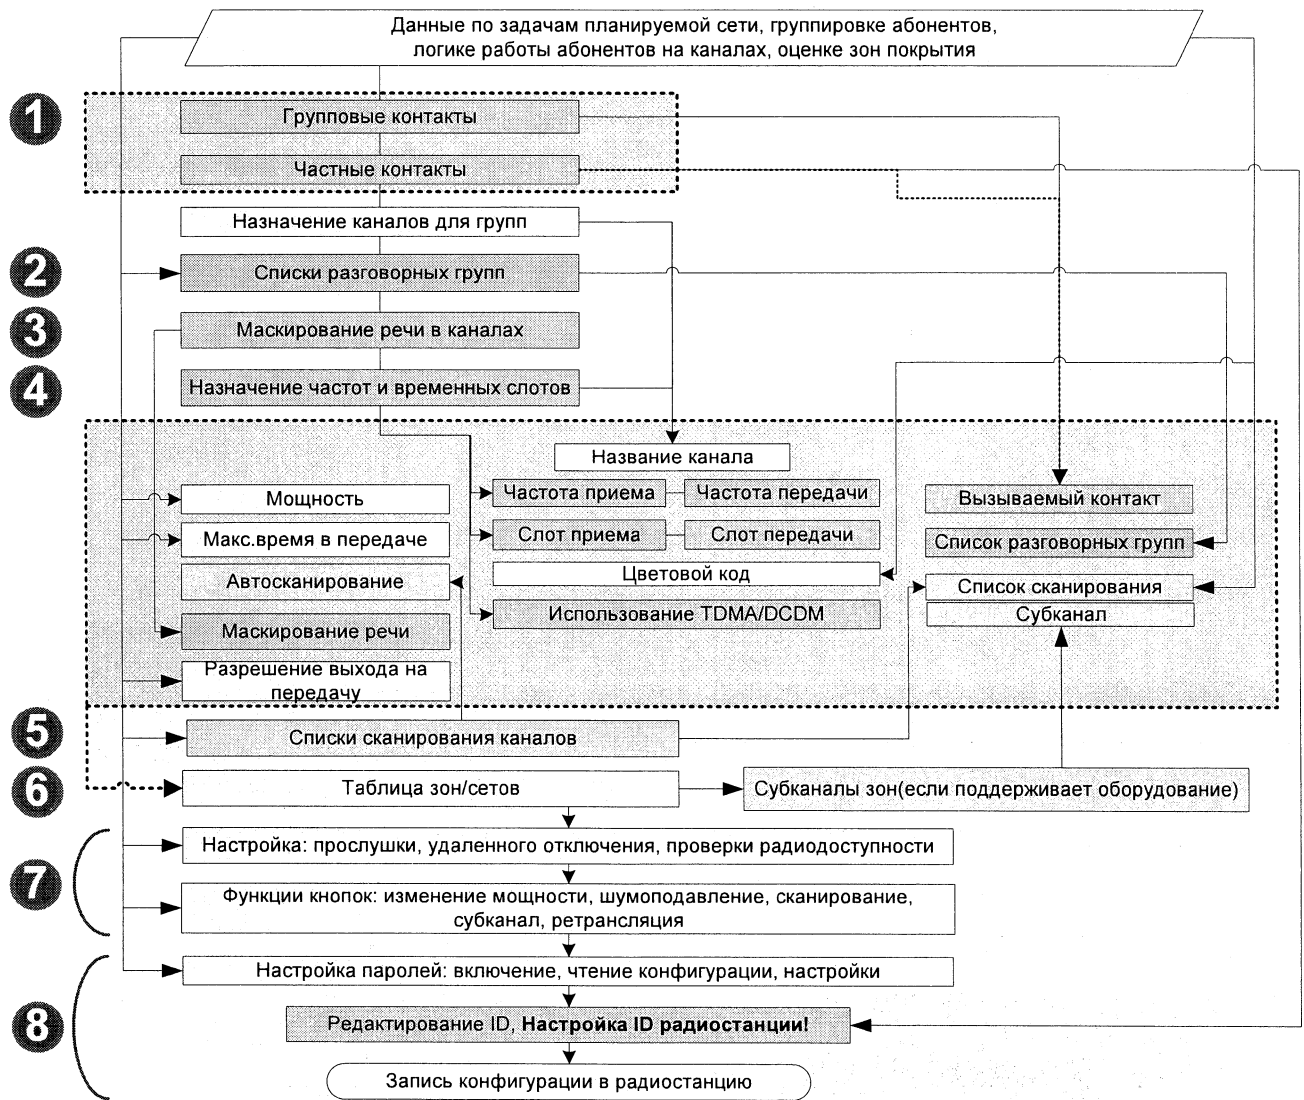 Данные по задачам планируемой сети, группировке абонентов,
логике работы абонентов на каналах, оценке зон покрытия
1
Групповые контакты
Частные контакты
Назначение каналов для групп
2
Списки разговорных групп
3
Маскирование речи в каналах
4
Назначение частот и временных слотов
Название канала
Мощность
Частота приема
Частота передачи
Вызываемый контакт
Макс.время в передаче
Слот приема
Слот передачи
Список разговорных групп
Автосканирование
Цветовой код
Список сканирования
Маскирование речи
Использование TDMA/DCDM
Субканал
Разрешение выхода на
передачу
5
Списки сканирования каналов
6
Таблица зон/сетов
Субканалы зон(если поддерживает оборудование)
7
Настройка: прослушки, удаленного отключения, проверки радиодоступности
Функции кнопок: изменение мощности, шумоподавление, сканирование,
субканал, ретрансляция
8
Настройка паролей: включение, чтение конфигурации, настройки
Редактирование ID, Настройка ID радиостанции!
Запись конфигурации в радиостанцию